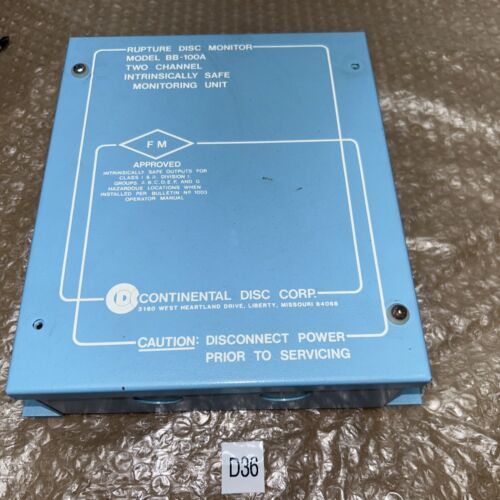 RUPTURE DISC MONITOR
MODEL BB-100A
TWO CHANNEL
INTRINSICALLY SAFE
MONITORING UNIT
FM
APPROVED
INTRINSICALLY SAFE OUTPUTS FOR
CLASS I & II, DIVISION I,
GROUPS A,B,C,D,E,F, AND G
HAZARDOUS LOCATIONS WHEN
INSTALLED PER BULLETIN Nº 1003
OPERATOR MANUAL
CD CONTINENTAL DISC CORP.
3160 WEST HEARTLAND DRIVE, LIBERTY, MISSOURI 64068
CAUTION: DISCONNECT POWER
PRIOR TO SERVICING
D36